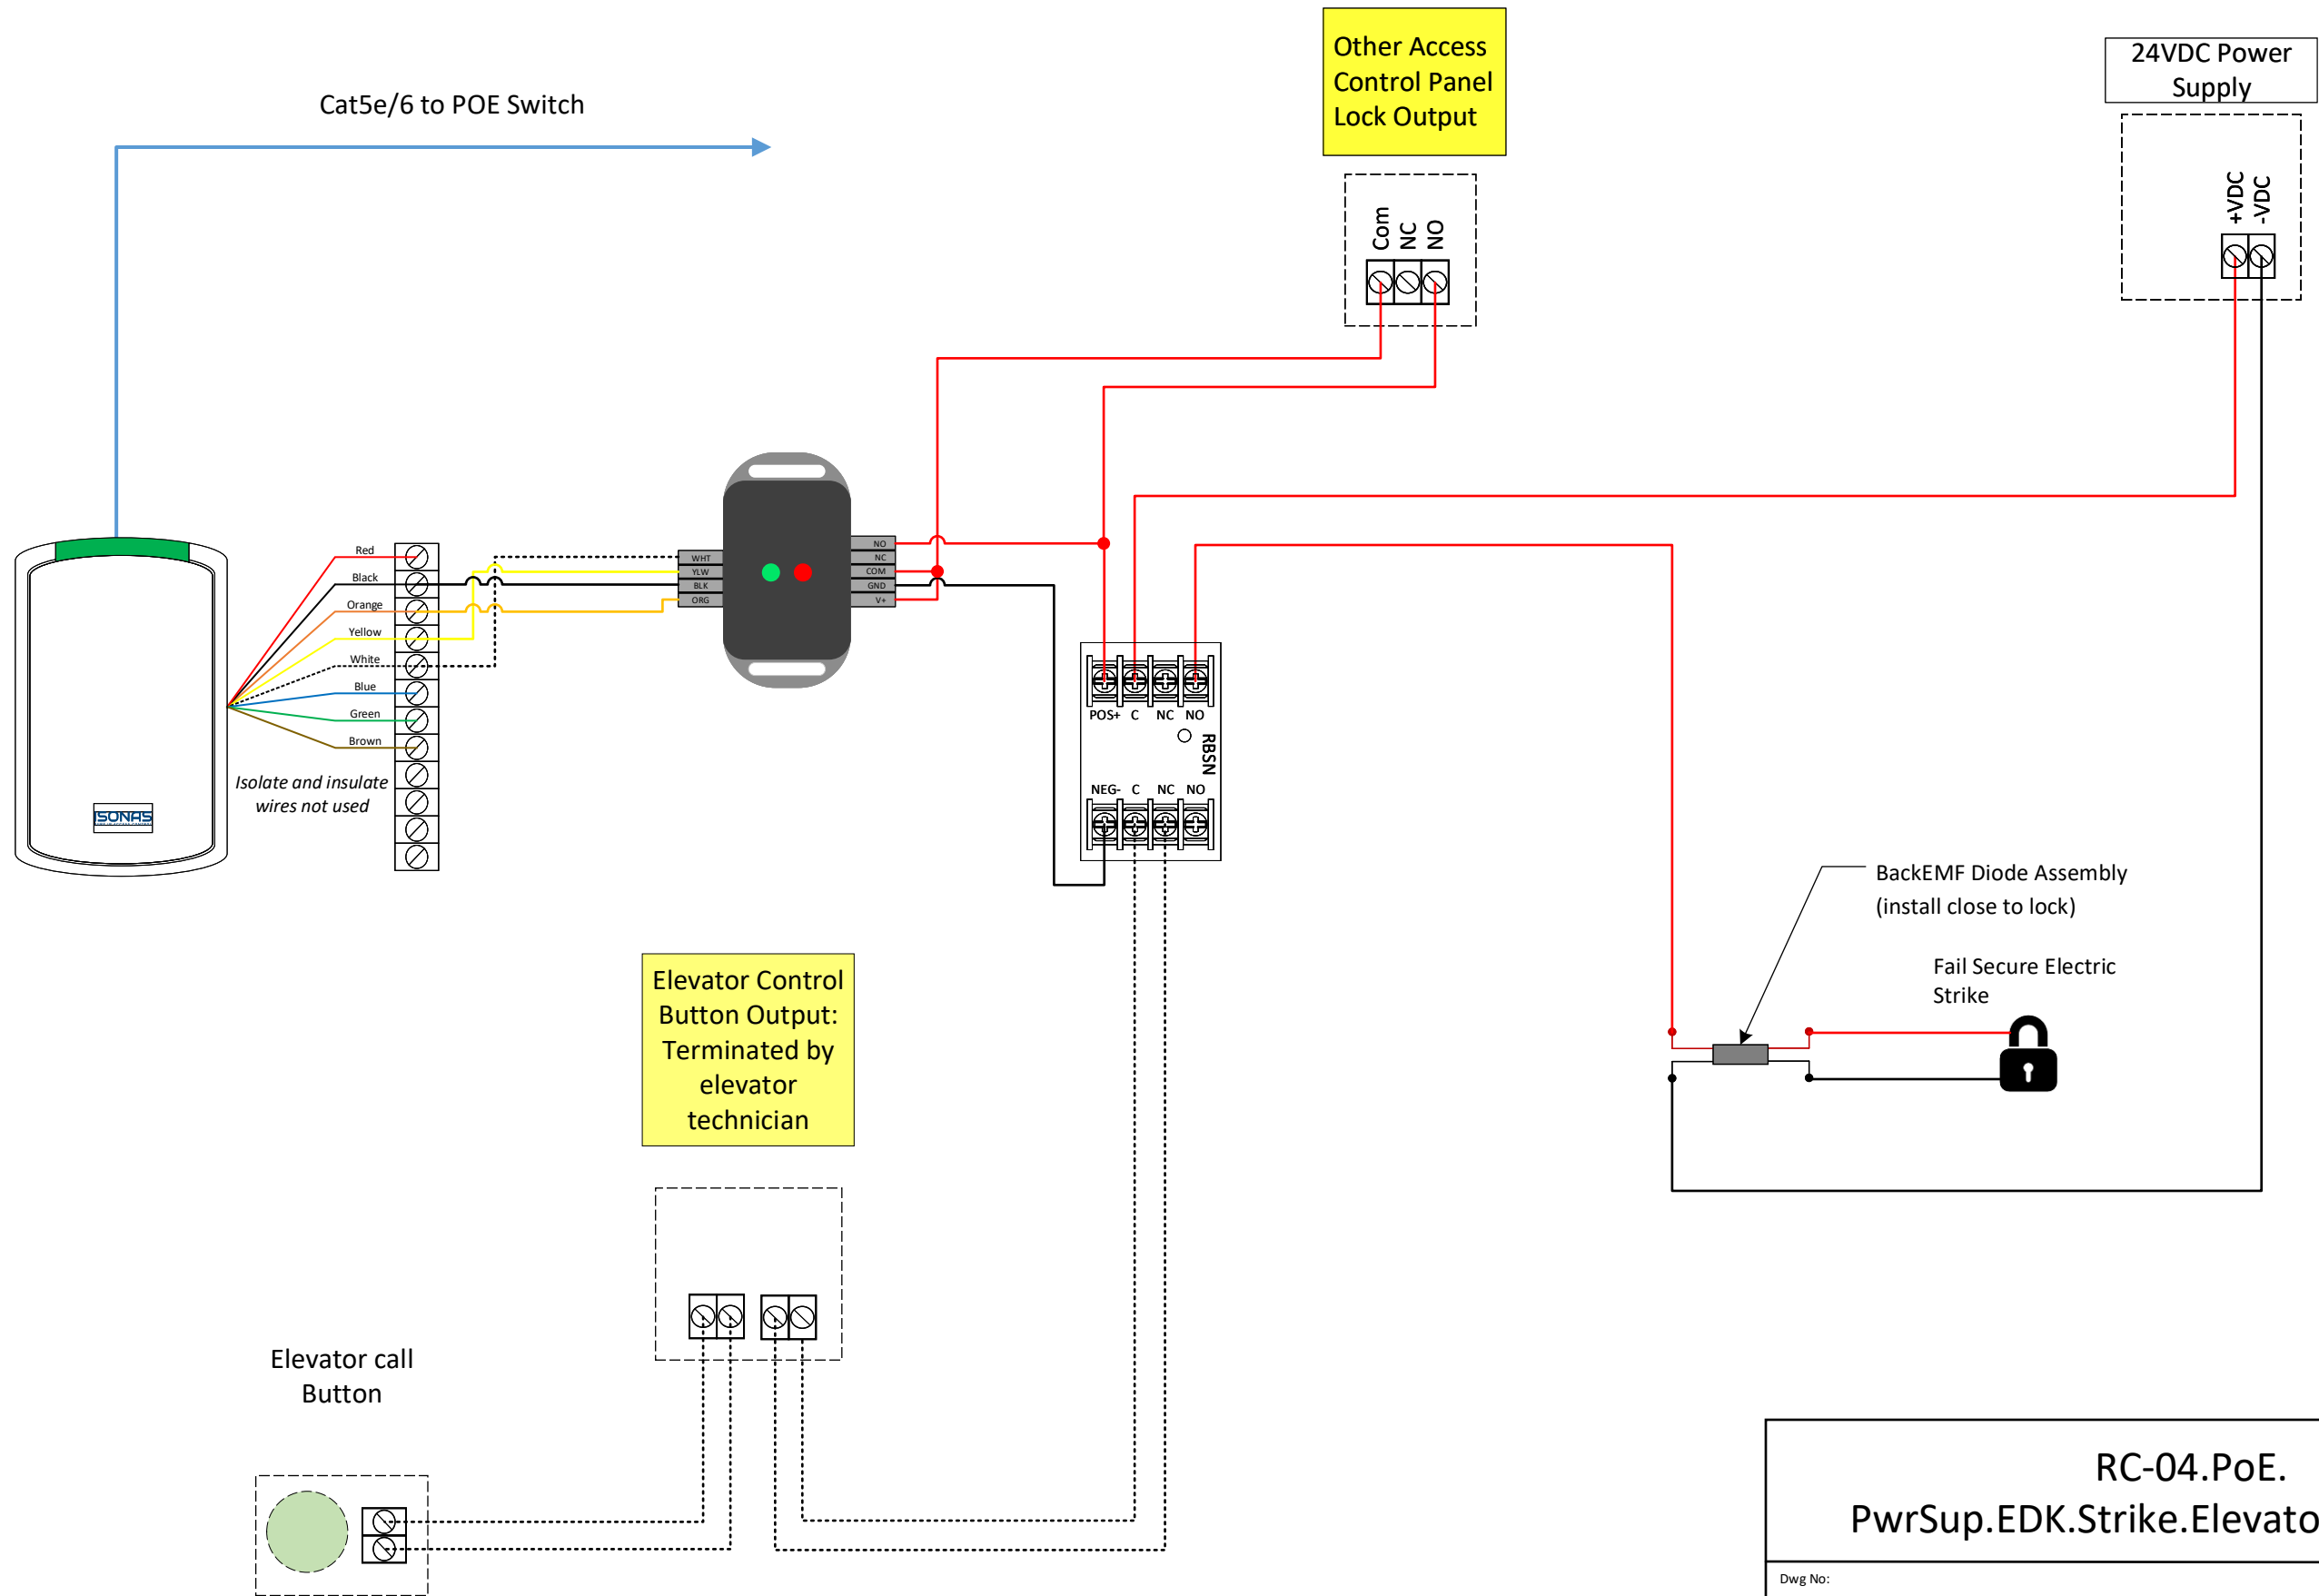 Other Access
Control Panel
Lock Output
24VDC Power
Supply
Cat5e/6 to POE Switch
+VDC
-VDC
Com
NC
NO
Red
Black
Orange
Yellow
White
Blue
Green
Brown
Isolate and insulate
wires not used
ISONAS
WHT
YLW
BLK
ORG
NO
NC
COM
GND
V+
POS+ C NC NO
RBSN
NEG- C NC NO
BackEMF Diode Assembly
(install close to lock)
Fail Secure Electric
Strike
Elevator Control
Button Output:
Terminated by
elevator
technician
Elevator call
Button
RC-04.PoE.
PwrSup.EDK.Strike.Elevato
Dwg No: